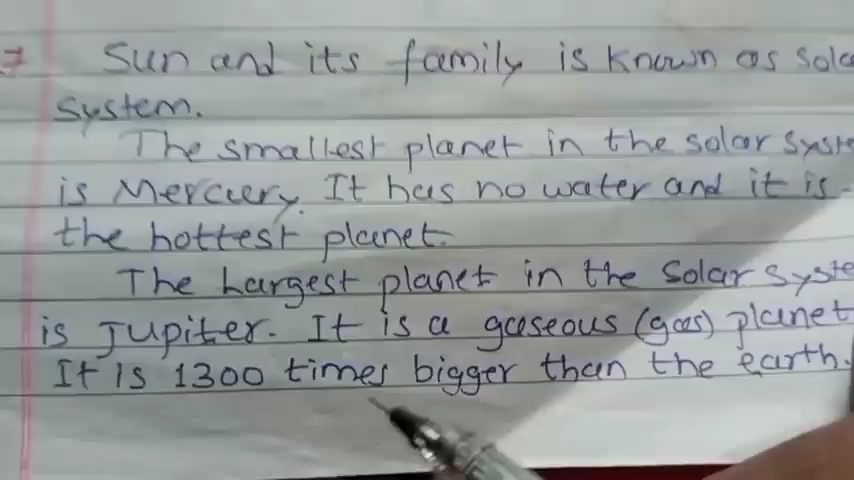 Sun and its family is known as sola
system.
The smallest planet in the solar syste
is Mercury. It has no water and it is
the hottest planet.
The Largest planet in the Solar syste
is Jupiter. It is a gaseous (gas) planet
It is 1300 times bigger than the earth.